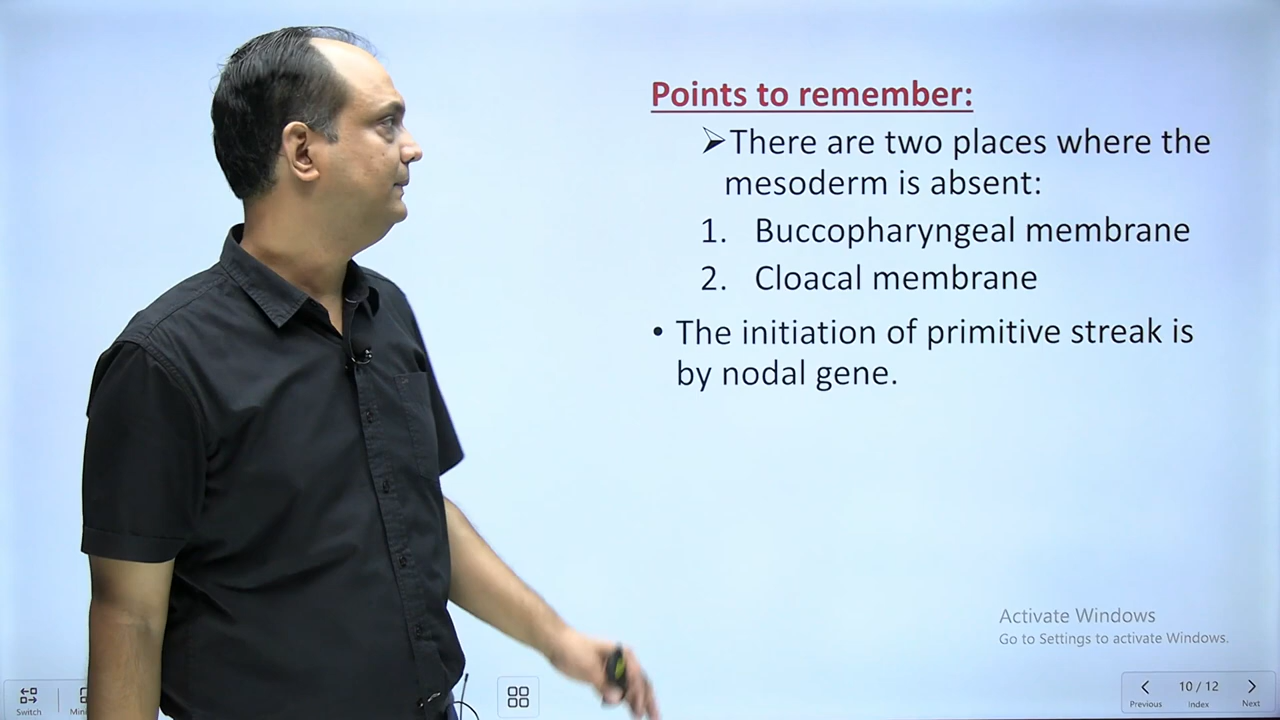 Points to remember:
➢There are two places where the
mesoderm is absent:
1. Buccopharyngeal membrane
2. Cloacal membrane
• The initiation of primitive streak is
by nodal gene.
Activate Windows
Go to Settings to activate Windows.
Switch
10 / 12
Previous Index Next